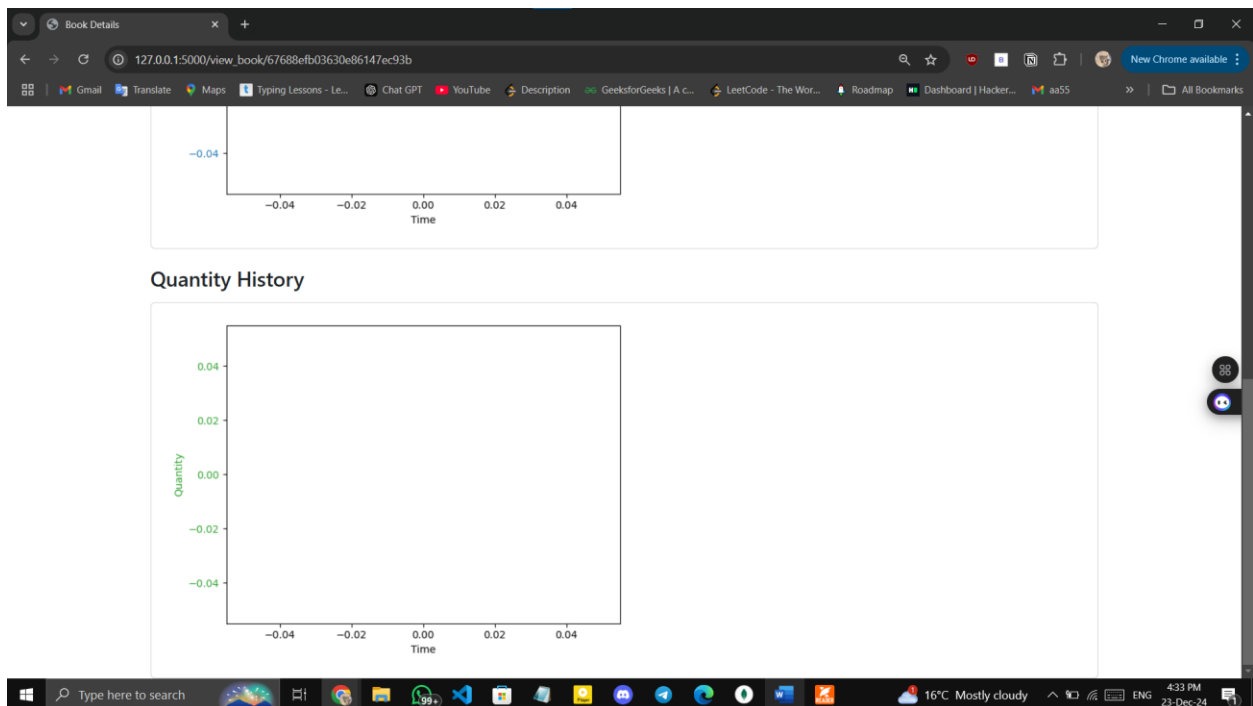 Book Details
127.0.0.1:5000/view_book/67688efb03630e86147ec93b
New Chrome available
Gmail
Translate
Maps
Typing Lessons - Le...
Chat GPT
YouTube
Description
GeeksforGeeks | A c...
LeetCode - The Wor...
Roadmap
Dashboard | Hacker...
aa55
»
All Bookmarks
−0.04
−0.04 −0.02 0.00 0.02 0.04
Time
Quantity History
0.04
0.02
Quantity
0.00
−0.02
−0.04
−0.04 −0.02 0.00 0.02 0.04
Time
Type here to search
99+
16°C Mostly cloudy
ENG
4:33 PM
23-Dec-24